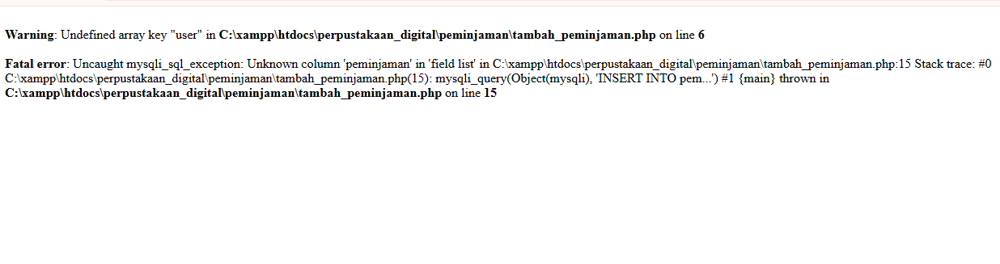 Warning: Undefined array key "user" in C:\xampp\htdocs\perpustakaan_digital\peminjaman\tambah_peminjaman.php on line 6
Fatal error: Uncaught mysqli_sql_exception: Unknown column 'peminjaman' in 'field list' in C:\xampp\htdocs\perpustakaan_digital\peminjaman\tambah_peminjaman.php:15 Stack trace: #0
C:\xampp\htdocs\perpustakaan_digital\peminjaman\tambah_peminjaman.php(15): mysqli_query(Object(mysqli), 'INSERT INTO pem...') #1 {main} thrown in
C:\xampp\htdocs\perpustakaan_digital\peminjaman\tambah_peminjaman.php on line 15